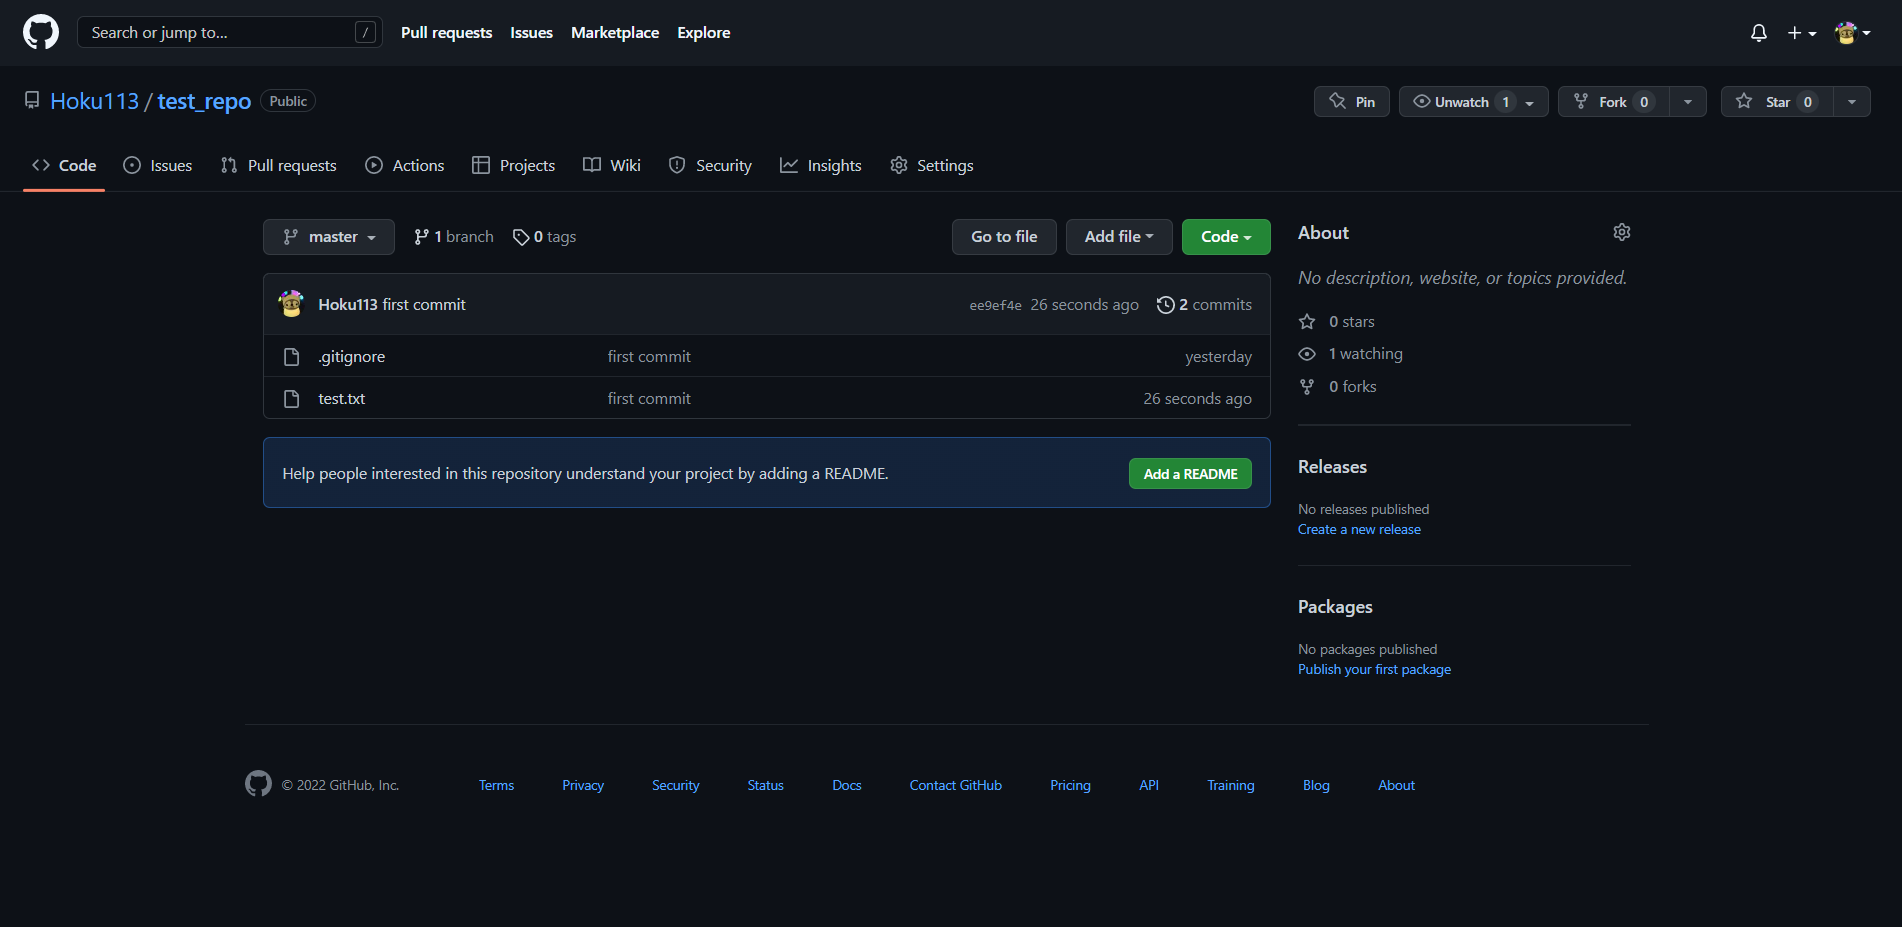 Search or jump to... / Pull requests Issues Marketplace Explore
Hoku113 / test_repo Public Pin Unwatch 1 Fork 0 Star 0
Code Issues Pull requests Actions Projects Wiki Security Insights Settings
master 1 branch 0 tags Go to file Add file Code
Hoku113 first commit ee9ef4e 26 seconds ago 2 commits
.gitignore first commit yesterday
test.txt first commit 26 seconds ago
Help people interested in this repository understand your project by adding a README. Add a README
About
No description, website, or topics provided.
0 stars
1 watching
0 forks
Releases
No releases published
Create a new release
Packages
No packages published
Publish your first package
© 2022 GitHub, Inc. Terms Privacy Security Status Docs Contact GitHub Pricing API Training Blog About